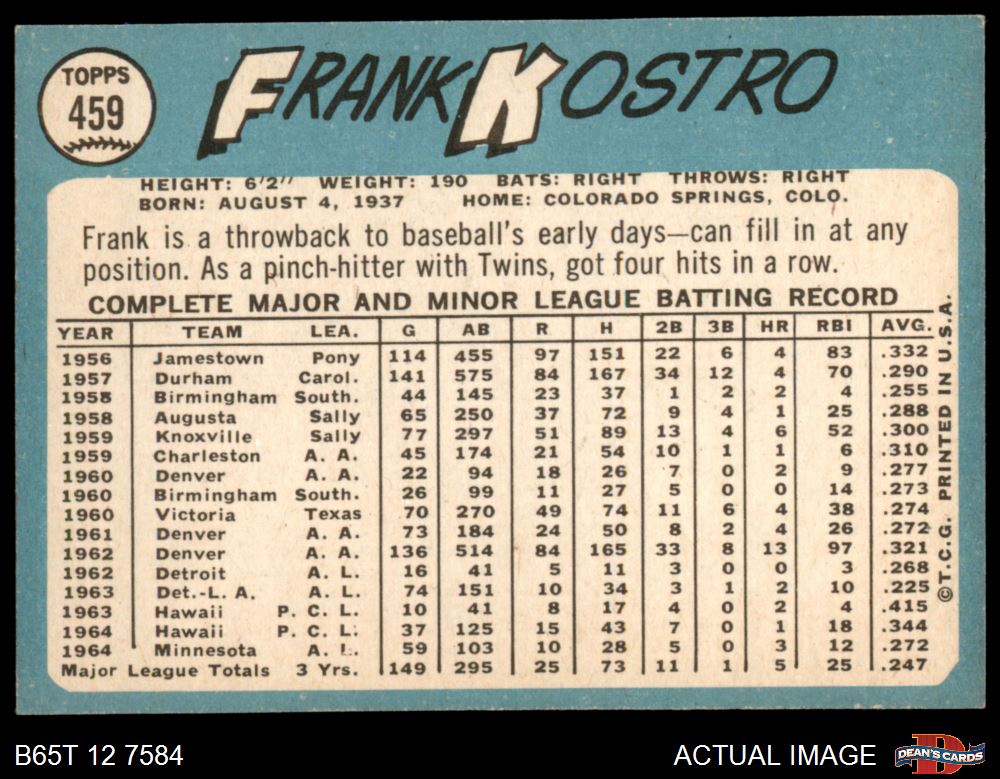 TOPPS
459
FRANK KOSTRO
HEIGHT: 6'2" WEIGHT: 190 BATS: RIGHT THROWS: RIGHT
BORN: AUGUST 4, 1937 HOME: COLORADO SPRINGS, COLO.
Frank is a throwback to baseball's early days—can fill in at any
position. As a pinch-hitter with Twins, got four hits in a row.
COMPLETE MAJOR AND MINOR LEAGUE BATTING RECORD
YEAR TEAM LEA. G AB R H 2B 3B HR RBI AVG.
1956 Jamestown Pony 114 455 97 151 22 6 4 83 .332
1957 Durham Carol. 141 575 84 167 34 12 4 70 .290
1958 Birmingham South. 44 145 23 37 1 2 2 4 .255
1958 Augusta Sally 65 250 37 72 9 4 1 25 .288
1959 Knoxville Sally 77 297 51 89 13 4 6 52 .300
1959 Charleston A. A. 45 174 21 54 10 1 1 6 .310
1960 Denver A. A. 22 94 18 26 7 0 2 9 .277
1960 Birmingham South. 26 99 11 27 5 0 0 14 .273
1960 Victoria Texas 70 270 49 74 11 6 4 38 .274
1961 Denver A. A. 73 184 24 50 8 2 4 26 .272
1962 Denver A. A. 136 514 84 165 33 8 13 97 .321
1962 Detroit A. L. 16 41 5 11 3 0 0 3 .268
1963 Det.-L. A. A. L. 74 151 10 34 3 1 2 10 .225
1963 Hawaii P. C. L. 10 41 8 17 4 0 2 4 .415
1964 Hawaii P. C. L. 37 125 15 43 7 0 1 18 .344
1964 Minnesota A. L. 59 103 10 28 5 0 3 12 .272
Major League Totals 3 Yrs. 149 295 25 73 11 1 5 25 .247
©T.C.G. PRINTED IN U.S.A.
B65T 12 7584
ACTUAL IMAGE
DEAN'S CARDS